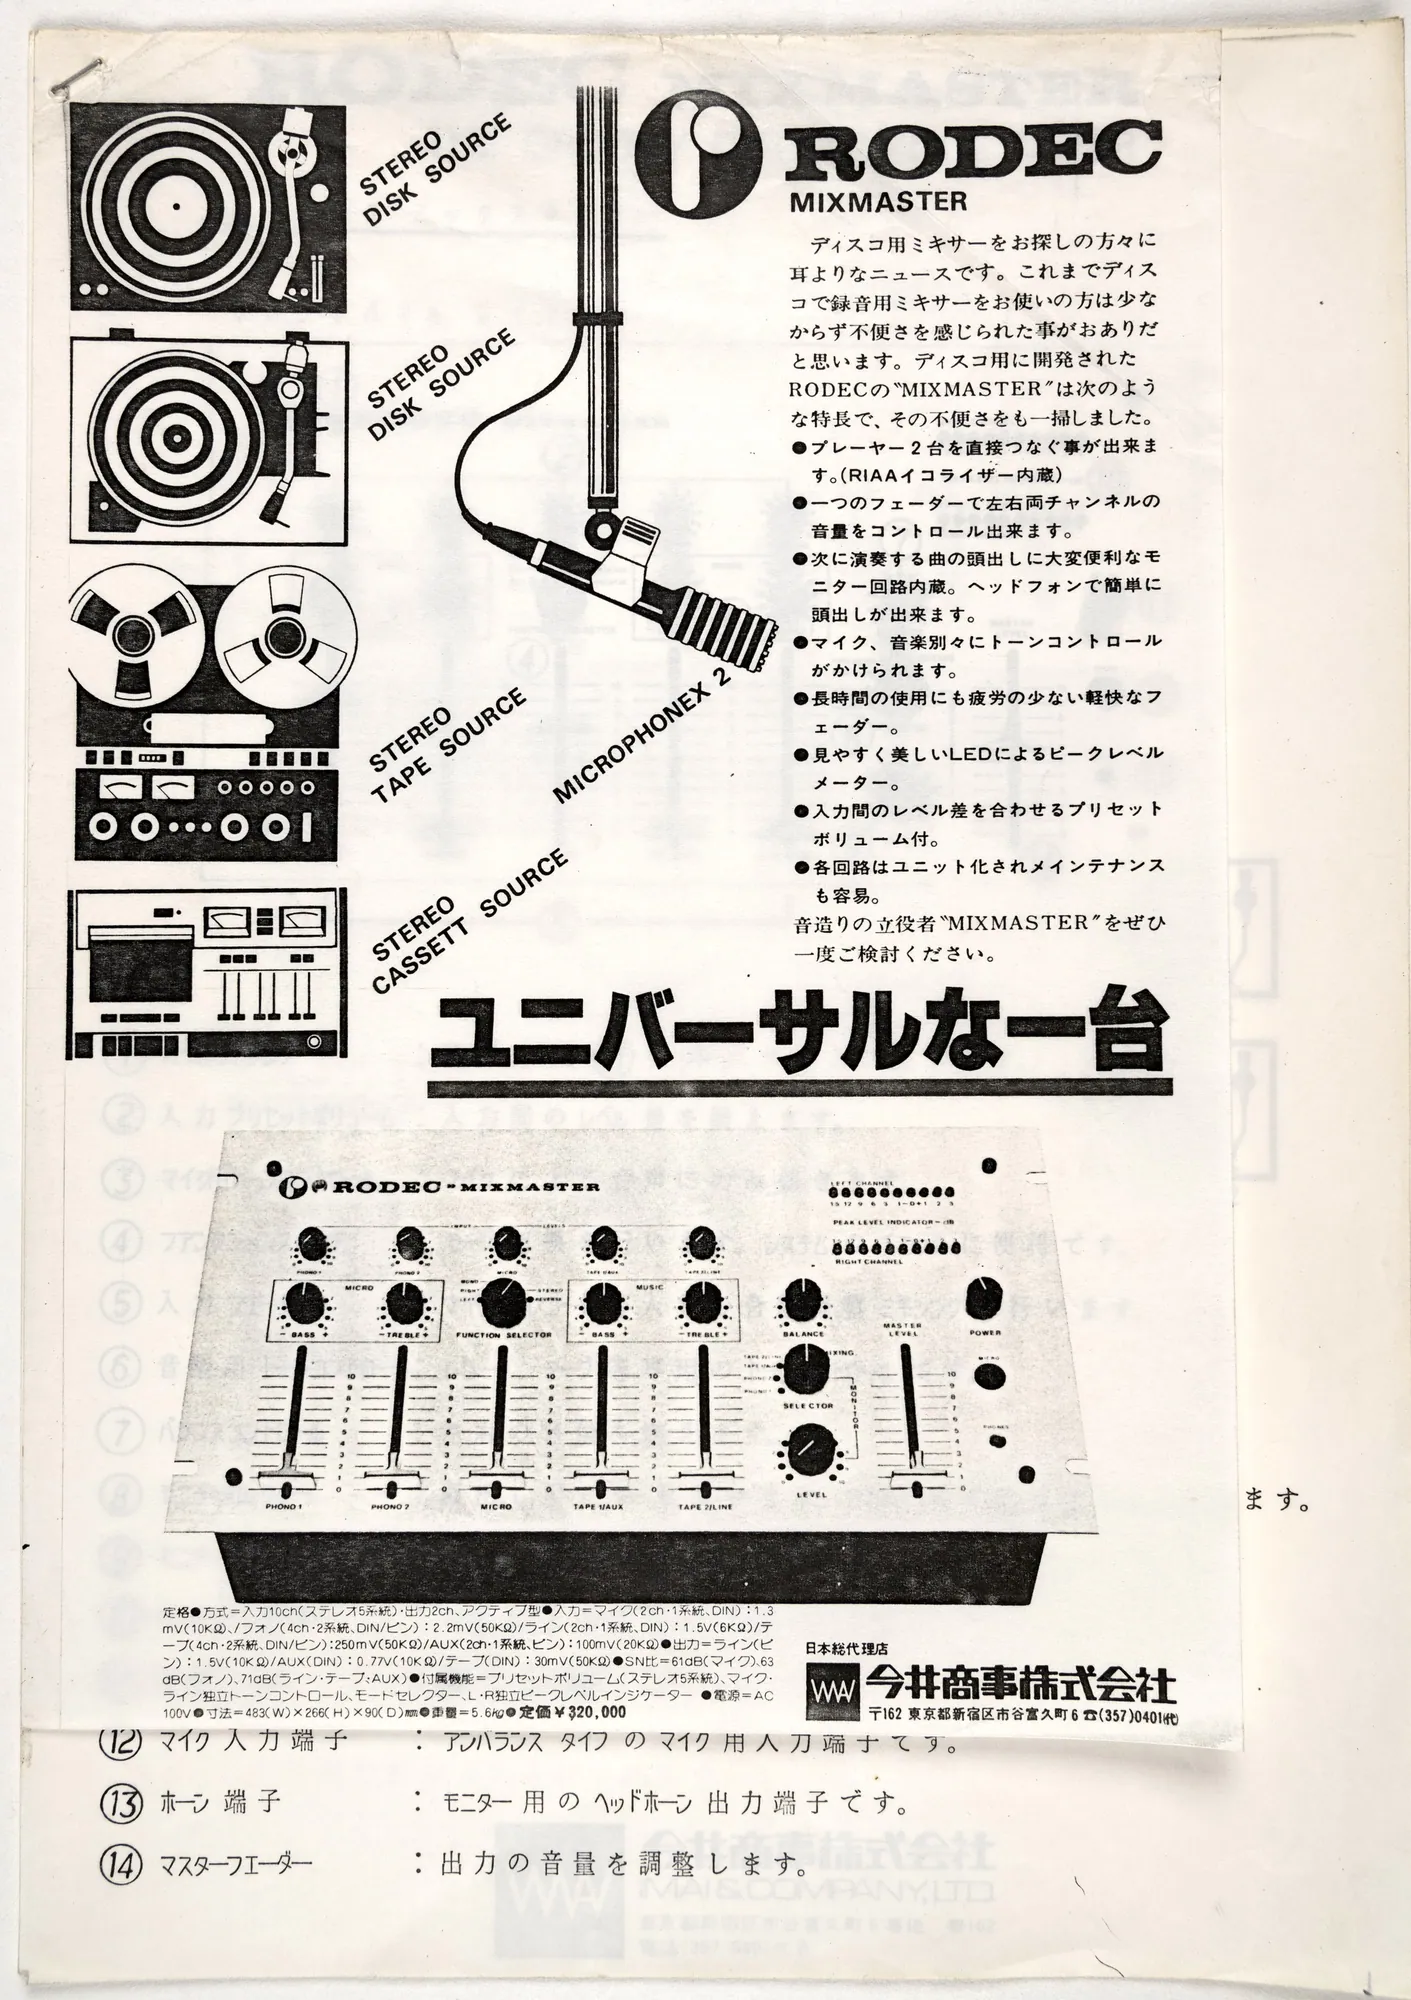 STEREO
DISK SOURCE
STEREO
DISK SOURCE
STEREO
TAPE SOURCE
MICROPHONEX 2
STEREO
CASSETT SOURCE
RODEC
MIXMASTER
ディスコ用ミキサーをお探しの方々に
耳よりなニュースです。これまでディス
コで録音用ミキサーをお使いの方は少な
からず不便さを感じられた事がおありだ
と思います。ディスコ用に開発された
RODECの"MIXMASTER"は次のよう
な特長で、その不便さをも一掃しました。
●プレーヤー2台を直接つなぐ事が出来ま
す。(RIAAイコライザー内蔵)
●一つのフェーダーで左右両チャンネルの
音量をコントロール出来ます。
●次に演奏する曲の頭出しに大変便利なモ
ニター回路内蔵。ヘッドフォンで簡単に
頭出しが出来ます。
●マイク、音楽別々にトーンコントロール
がかけられます。
●長時間の使用にも疲労の少ない軽快なフ
ェーダー。
●見やすく美しいLEDによるピークレベル
メーター。
●入力間のレベル差を合わせるプリセット
ボリューム付。
●各回路はユニット化されメインテナンス
も容易。
音造りの立役者"MIXMASTER"をぜひ
一度ご検討ください。
ユニバーサルな一台
RODEC-MIXMASTER
LEFT CHANNEL
PEAK LEVEL INDICATOR-dB
RIGHT CHANNEL
INPUT LEVELS
PHONO 1 PHONO 2 MICRO TAPE 1/AUX TAPE 2/LINE
MICRO
MONO
RIGHT
LEFT
STEREO
REVERSE
MUSIC
- BASS + - TREBLE + FUNCTION SELECTOR - BASS + - TREBLE + BALANCE
MASTER
LEVEL
POWER
TAPE 2/LINE
TAPE 1/AUX
PHONO 2
PHONO 1
MIXING
SELECTOR
MONITOR
LEVEL
MICRO
PHONES
PHONO 1 PHONO 2 MICRO TAPE 1/AUX TAPE 2/LINE
定格●方式=入力10ch(ステレオ5系統)・出力2ch、アクティブ型●入力=マイク(2ch・1系統、DIN):1.3
mV(10KΩ)、/フォノ(4ch・2系統、DIN/ピン):2.2mV(50KΩ)/ライン(2ch・1系統、DIN):1.5V(6KΩ)/テ
ープ(4ch・2系統、DIN/ピン):250mV(50KΩ)/AUX(2ch・1系統、ピン):100mV(20KΩ)●出力=ライン(ピ
ン):1.5V(10KΩ)/AUX(DIN):0.77V(10KΩ)/テープ(DIN):30mV(50KΩ)●SN比=61dB(マイク)、63
dB(フォノ)、71dB(ライン・テープ、AUX)●付属機能=プリセットボリューム(ステレオ5系統)、マイク・
ライン独立トーンコントロール、モードセレクター、L・R独立ピークレベルインジケーター ●電源=AC
100V●寸法=483(W)×266(H)×90(D)mm●重量=5.6kg●定価¥320,000
日本総代理店
今井商事株式会社
〒162 東京都新宿区市谷富久町6 ☎(357)0401(代)
ます。
⑫ マイク入力端子 : アンバランスタイプのマイク用入力端子です。
⑬ ホーン端子 : モニター用のヘッドホーン出力端子です。
⑭ マスターフェーダー : 出力の音量を調整します。